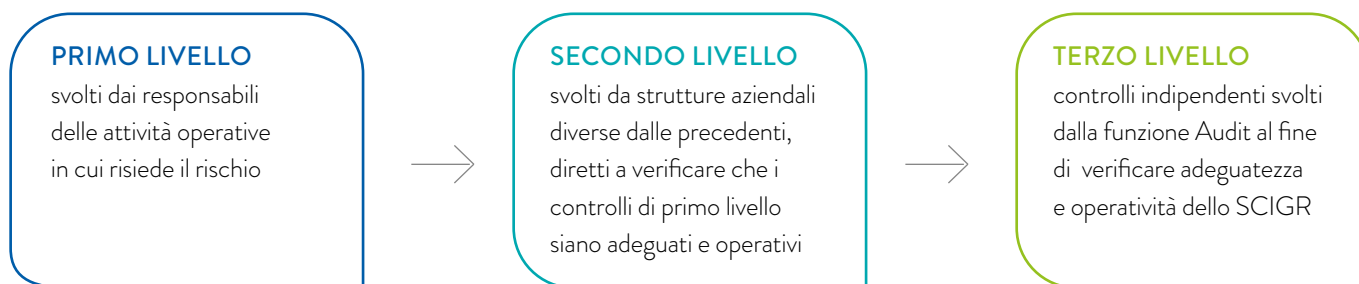 PRIMO LIVELLO
svolti dai responsabili
delle attività operative
in cui risiede il rischio
SECONDO LIVELLO
svolti da strutture aziendali
diverse dalle precedenti,
diretti a verificare che i
controlli di primo livello
siano adeguati e operativi
TERZO LIVELLO
controlli indipendenti svolti
dalla funzione Audit al fine
di verificare adeguatezza
e operatività dello SCIGR